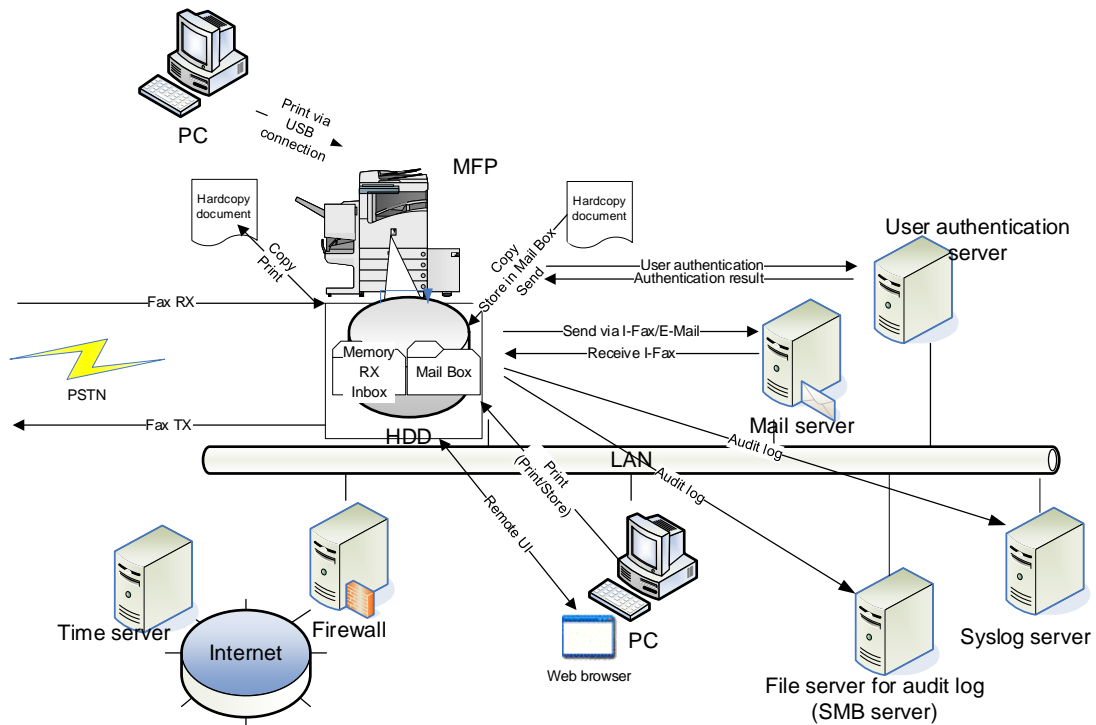 PC
Print via
USB
connection
MFP
Hardcopy
document
Hardcopy
document
Copy
Print
Copy
Store in Mail Box
Send
User authentication
Authentication result
User authentication
server
Fax RX
Send via I-Fax/E-Mail
Receive I-Fax
Memory
RX
Inbox
Mail Box
PSTN
Fax TX
HDD
Mail server
LAN
Audit log
Audit log
Print
(Print/Store)
Remote UI
Time server
Firewall
Internet
PC
Web browser
Syslog server
File server for audit log
(SMB server)